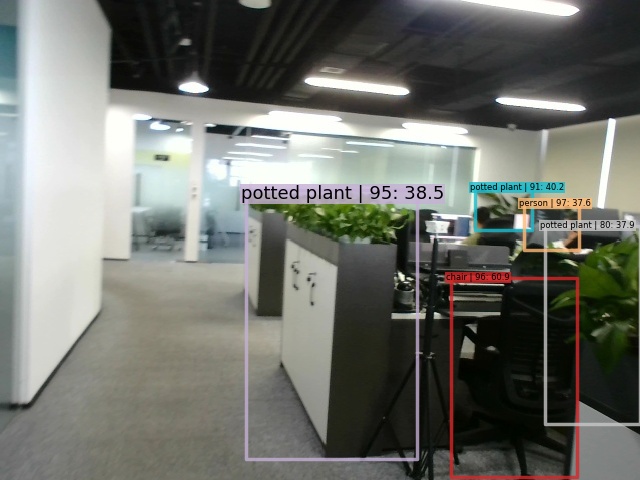 potted plant | 91: 40.2
potted plant | 95: 38.5
person | 97: 37.6
potted plant | 80: 37.9
chair | 96: 60.9